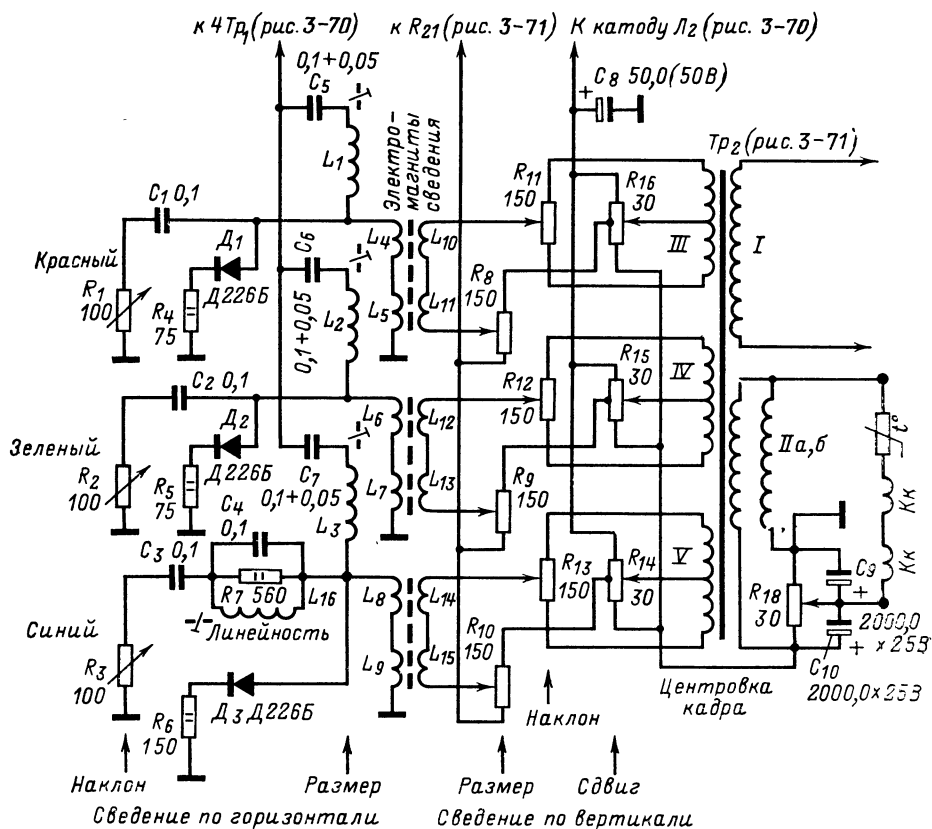 к 4Тр₁ (рис. 3-70)
к R₂₁ (рис. 3-71)
К катоду Л₂ (рис. 3-70)
0,1+0,05
C₅
C₈ 50,0 (50В)
+
Тр₂ (рис. 3-71)
L₁
Электромагниты сведения
R₁₁
150
R₁₆
30
C₁ 0,1
L₄
L₁₀
III
I
Красный
Д₁
C₆
R₁
100
R₄
75
Д226Б
L₅
L₁₁
R₈
150
0,1+0,05
L₂
C₂ 0,1
R₁₂
150
R₁₅
30
IV
Зеленый
Д₂
L₆
L₁₂
IIа,б
t°
R₂
100
R₅
75
Д226Б
C₇
0,1+0,05
L₇
L₁₃
R₉
150
Кк
C₄
0,1
L₃
C₃ 0,1
R₁₃
150
R₁₄
30
V
Кк
R₇ 560
L₁₆
L₈
L₁₄
R₁₈
30
C₉
+
Синий
Линейность
R₁₀
150
2000,0
×25В
R₃
100
L₉
L₁₅
C₁₀
+
2000,0×25В
Центровка
кадра
R₆
150
Д₃ Д226Б
Наклон
Наклон
Размер
Размер
Сдвиг
Сведение по горизонтали
Сведение по вертикали